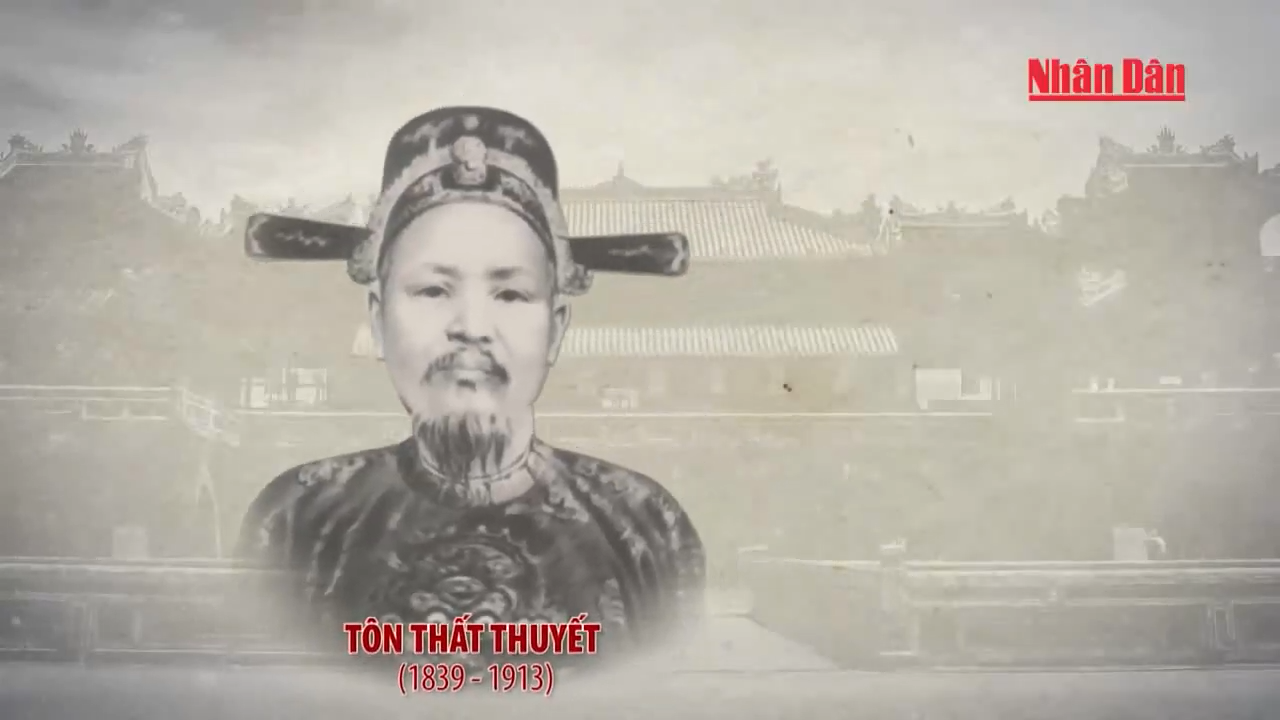 Nhân Dân
TÔN THẤT THUYẾT
(1839 - 1913)